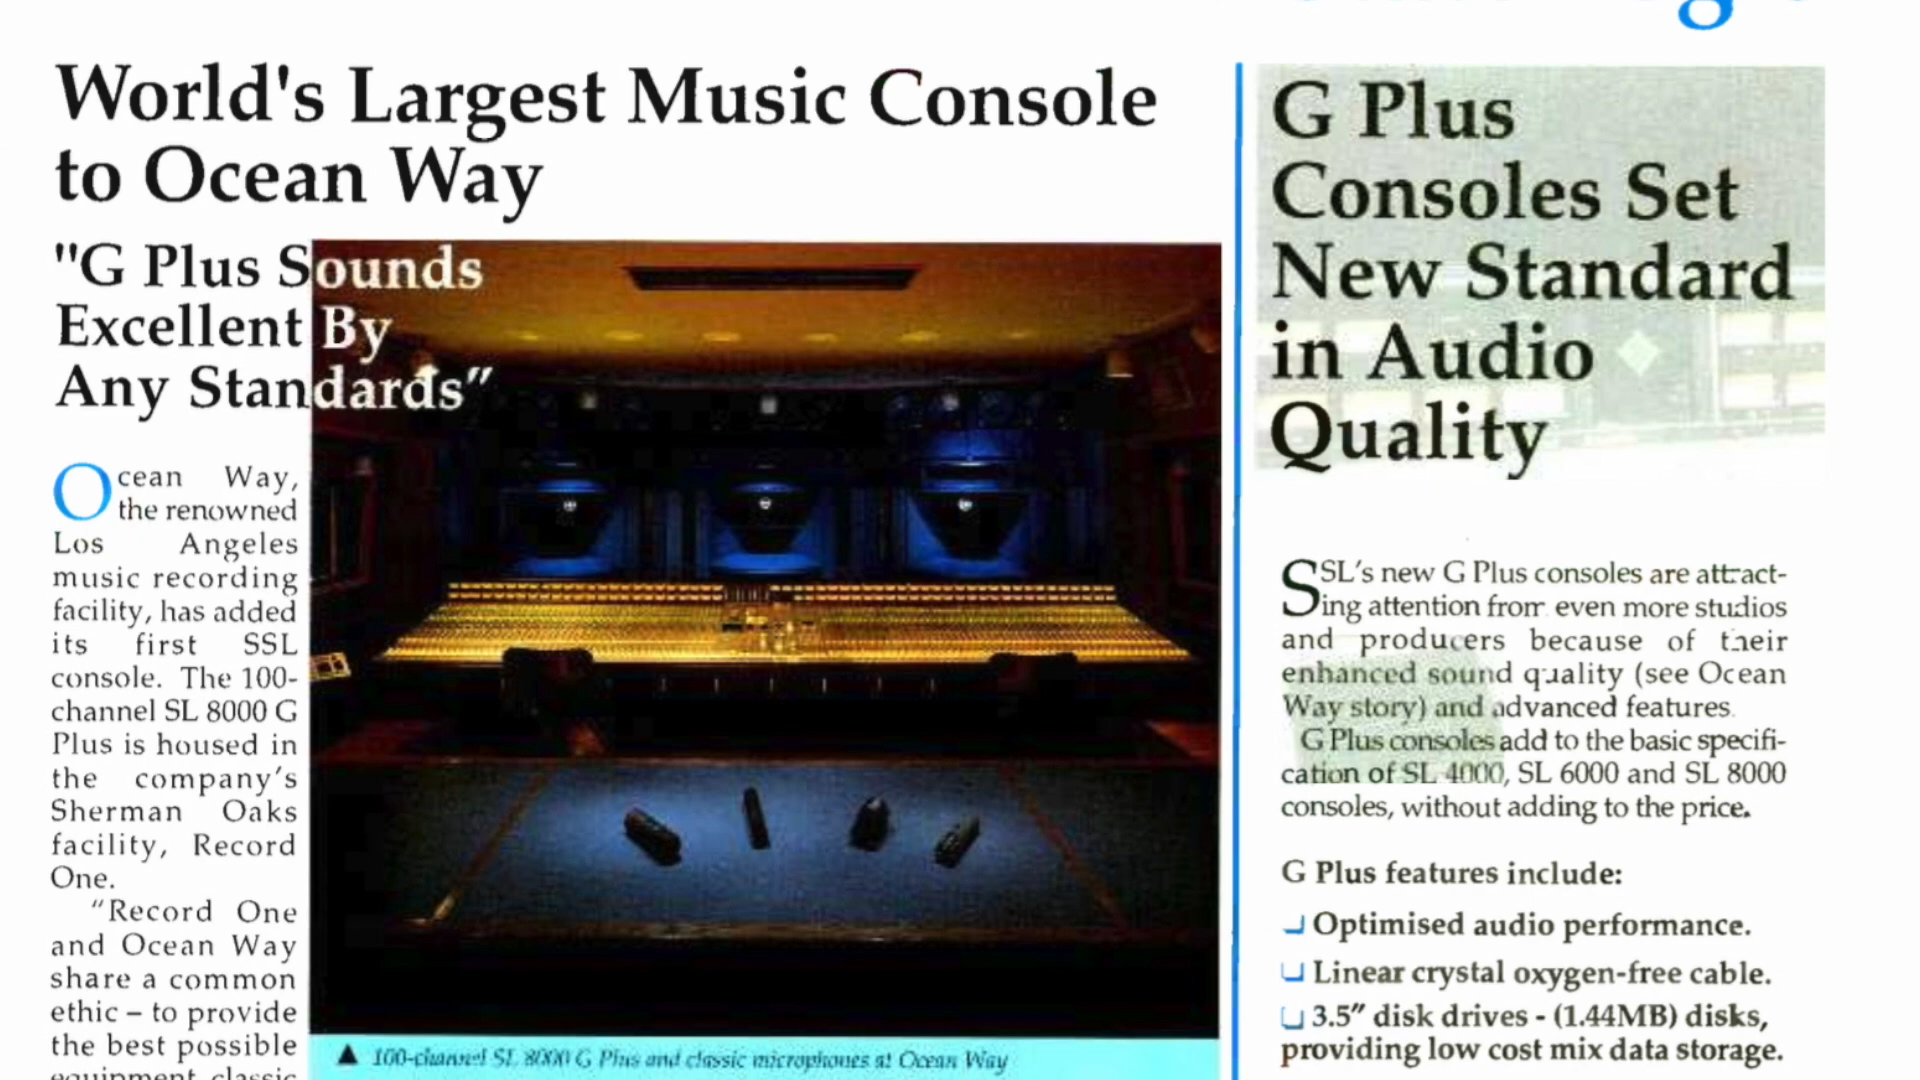 World's Largest Music Console
to Ocean Way
"G Plus Sounds
Excellent By
Any Standards"
Ocean Way,
the renowned
Los Angeles
music recording
facility, has added
its first SSL
console. The 100-
channel SL 8000 G
Plus is housed in
the company's
Sherman Oaks
facility, Record
One.
"Record One
and Ocean Way
share a common
ethic – to provide
the best possible
equipment, classic
▲ 100-channel SL 8000 G Plus and classic microphones at Ocean Way
G Plus
Consoles Set
New Standard
in Audio
Quality
SSL's new G Plus consoles are attract-
ing attention from even more studios
and producers because of their
enhanced sound quality (see Ocean
Way story) and advanced features.
G Plus consoles add to the basic specifi-
cation of SL 4000, SL 6000 and SL 8000
consoles, without adding to the price.
G Plus features include:
Optimised audio performance.
Linear crystal oxygen-free cable.
3.5" disk drives - (1.44MB) disks,
providing low cost mix data storage.